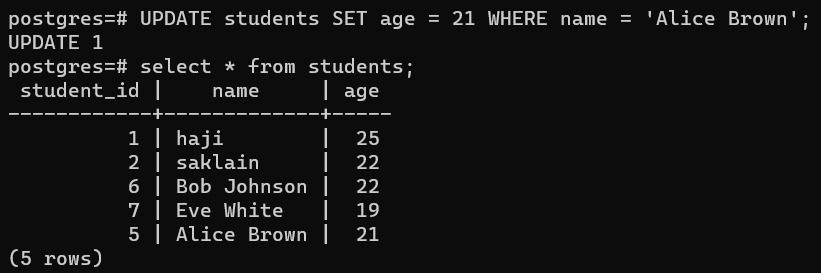 postgres=# UPDATE students SET age = 21 WHERE name = 'Alice Brown';
UPDATE 1
postgres=# select * from students;
 student_id |    name     | age
------------+-------------+-----
          1 | haji        |  25
          2 | saklain     |  22
          6 | Bob Johnson |  22
          7 | Eve White   |  19
          5 | Alice Brown |  21
(5 rows)